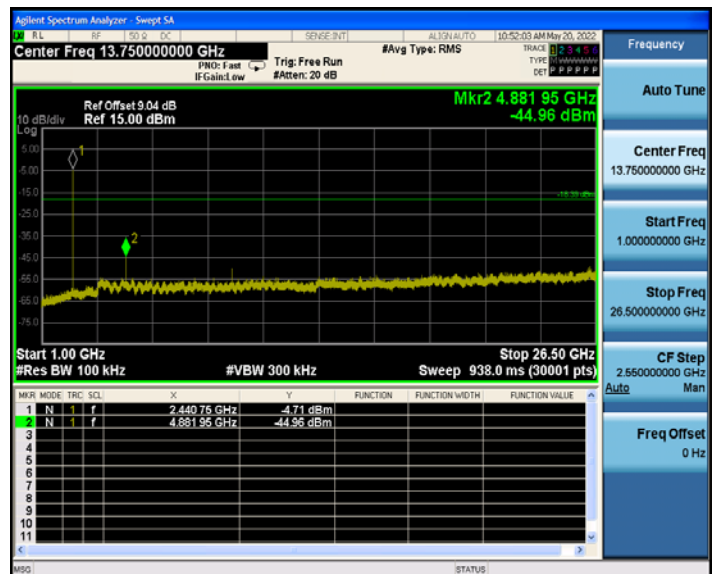 Agilent Spectrum Analyzer - Swept SA
RL RF 50 Ω DC SENSE:INT ALIGN AUTO 10:52:03 AM May 20, 2022
Center Freq 13.750000000 GHz
PNO: Fast
IFGain:Low
Trig: Free Run
#Atten: 20 dB
#Avg Type: RMS
TRACE 1 2 3 4 5 6
TYPE M W W W W W
DET P P P P P P
Frequency
Ref Offset 9.04 dB
10 dB/div Ref 15.00 dBm
Log
Mkr2 4.881 95 GHz
-44.96 dBm
5.00
-5.00
-15.0
-25.0
-35.0
-45.0
-55.0
-65.0
-75.0
1
2
Start 1.00 GHz Stop 26.50 GHz
#Res BW 100 kHz #VBW 300 kHz Sweep 938.0 ms (30001 pts)
MKR MODE TRC SCL X Y FUNCTION FUNCTION WIDTH FUNCTION VALUE
1 N 1 f 2.440 75 GHz -4.71 dBm
2 N 1 f 4.881 95 GHz -44.96 dBm
3
4
5
6
7
8
9
10
11
MSG STATUS
Auto Tune
Center Freq
13.750000000 GHz
Start Freq
1.000000000 GHz
Stop Freq
26.500000000 GHz
CF Step
2.550000000 GHz
Auto Man
Freq Offset
0 Hz